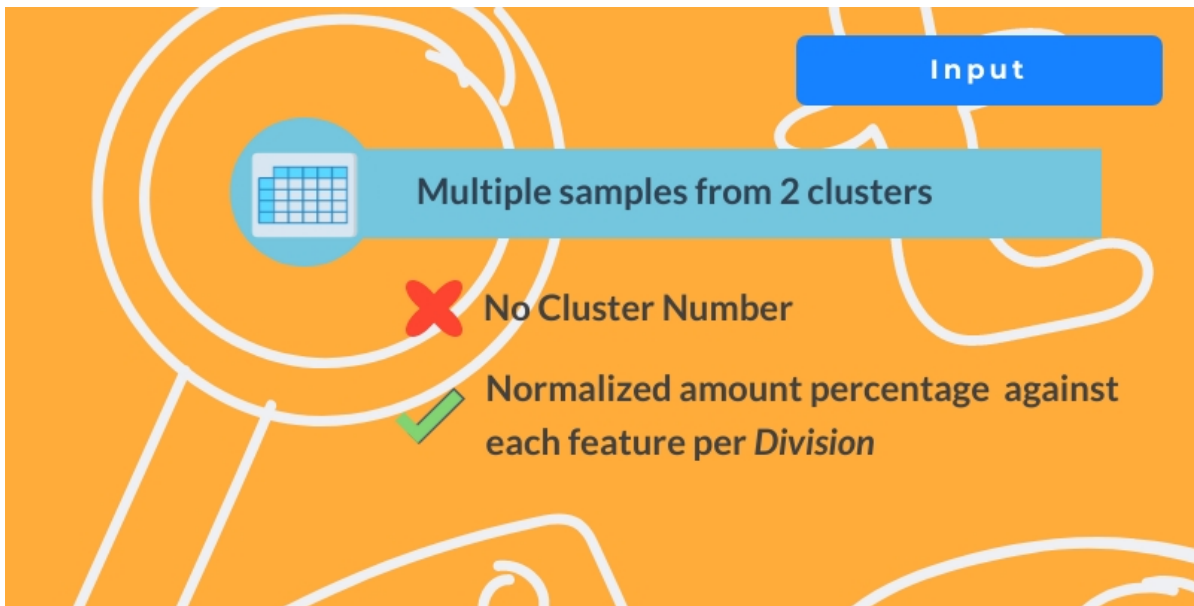 Input
Multiple samples from 2 clusters
No Cluster Number
Normalized amount percentage against
each feature per Division